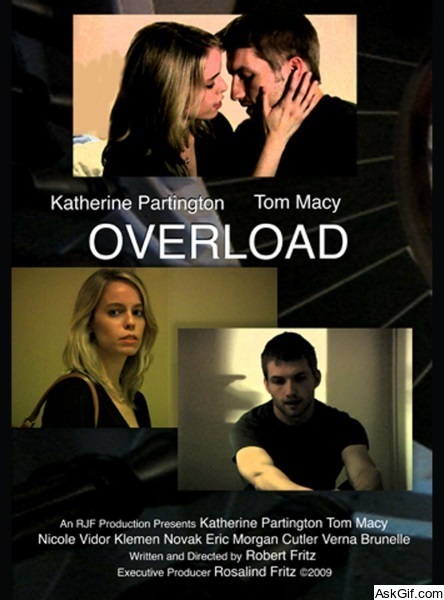 Katherine Partington Tom Macy
OVERLOAD
An RJF Production Presents Katherine Partington Tom Macy
Nicole Vidor Klemen Novak Eric Morgan Cutler Verna Brunelle
Written and Directed by Robert Fritz
Executive Producer Rosalind Fritz ©2009
AskGif.com